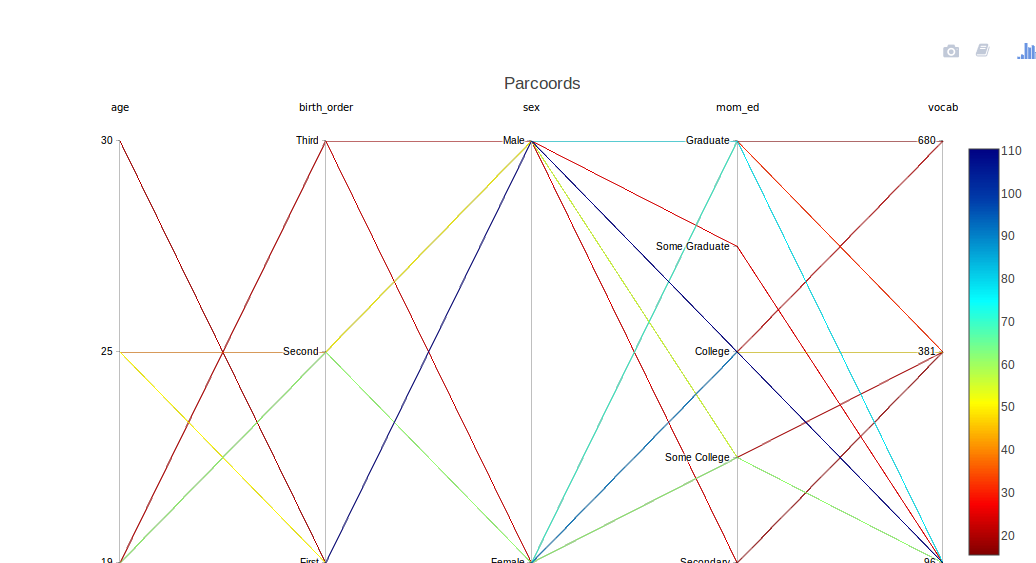 Parcoords
age birth_order sex mom_ed vocab
30 Third Male Graduate 680
110
100
90
Some Graduate
80
70
25 Second College 381
60
50
40
Some College
30
20
19 First Female Secondary 96